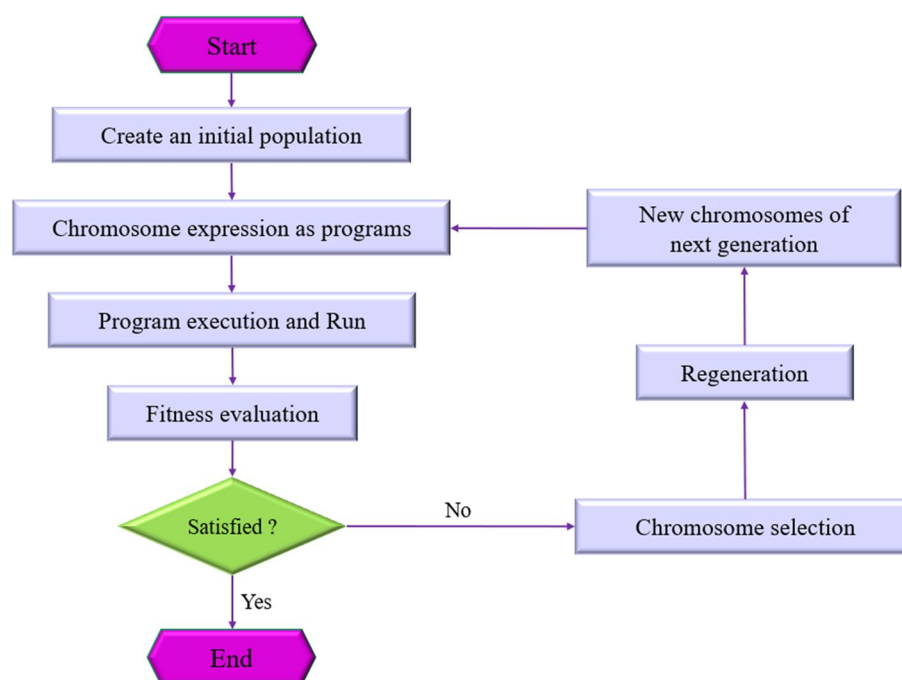 Start
Create an initial population
Chromosome expression as programs
Program execution and Run
Fitness evaluation
Satisfied ?
No
Yes
End
Chromosome selection
Regeneration
New chromosomes of
next generation